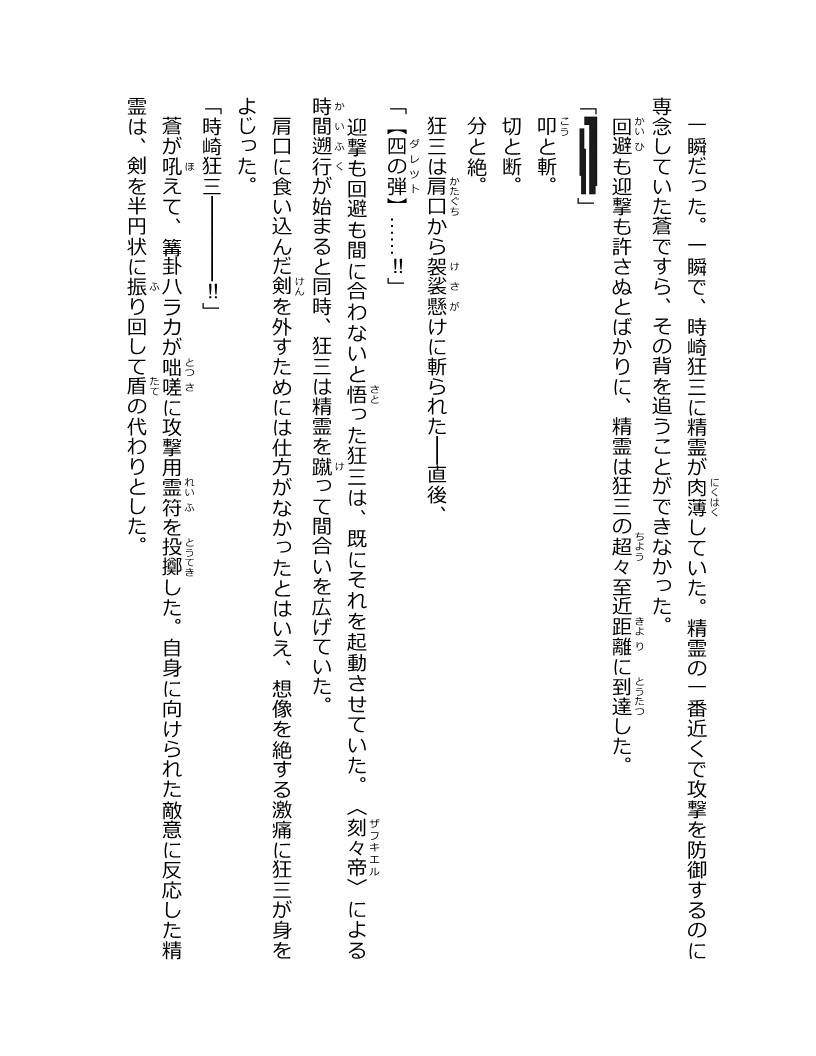 一瞬だった。一瞬で、時崎狂三に精霊が肉薄していた。精霊の一番近くで攻撃を防御するのに
専念していた蒼ですら、その背を追うことができなかった。
回避も迎撃も許さぬとばかりに、精霊は狂三の超々至近距離に到達した。
「　　　」
叩と斬。
切と断。
分と絶。
狂三は肩口から袈裟懸けに斬られた――直後、
「【四の弾】……!!」
迎撃も回避も間に合わないと悟った狂三は、既にそれを起動させていた。〈刻々帝〉による
時間遡行が始まると同時、狂三は精霊を蹴って間合いを広げていた。
肩口に食い込んだ剣を外すためには仕方がなかったとはいえ、想像を絶する激痛に狂三が身を
よじった。
「時崎狂三――――!!」
蒼が吼えて、篝卦ハラカが咄嗟に攻撃用霊符を投擲した。自身に向けられた敵意に反応した精
霊は、剣を半円状に振り回して盾の代わりとした。